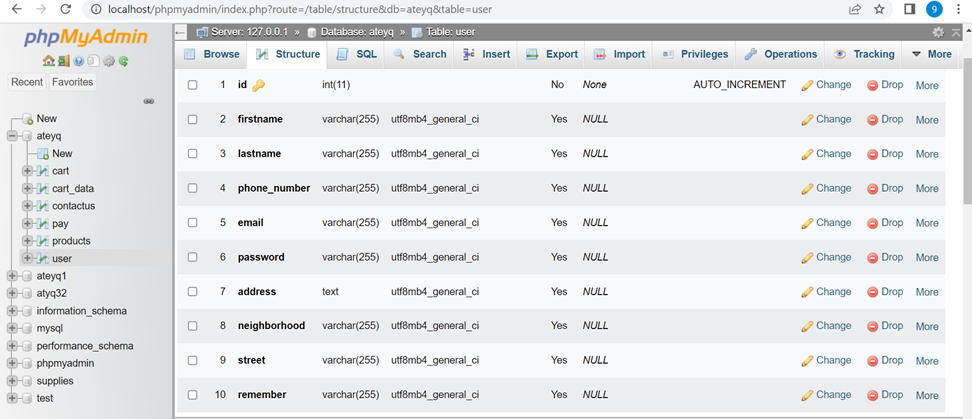 localhost/phpmyadmin/index.php?route=/table/structure&db=ateyq&table=user
9
phpMyAdmin
Recent Favorites
New
ateyq
New
cart
cart_data
contactus
pay
products
user
ateyq1
atyq32
information_schema
mysql
performance_schema
phpmyadmin
supplies
test
Server: 127.0.0.1 » Database: ateyq » Table: user
Browse Structure SQL Search Insert Export Import Privileges Operations Tracking More
1 id int(11) No None AUTO_INCREMENT Change Drop More
2 firstname varchar(255) utf8mb4_general_ci Yes NULL Change Drop More
3 lastname varchar(255) utf8mb4_general_ci Yes NULL Change Drop More
4 phone_number varchar(255) utf8mb4_general_ci Yes NULL Change Drop More
5 email varchar(255) utf8mb4_general_ci Yes NULL Change Drop More
6 password varchar(255) utf8mb4_general_ci Yes NULL Change Drop More
7 address text utf8mb4_general_ci Yes NULL Change Drop More
8 neighborhood varchar(255) utf8mb4_general_ci Yes NULL Change Drop More
9 street varchar(255) utf8mb4_general_ci Yes NULL Change Drop More
10 remember varchar(255) utf8mb4_general_ci Yes NULL Change Drop More